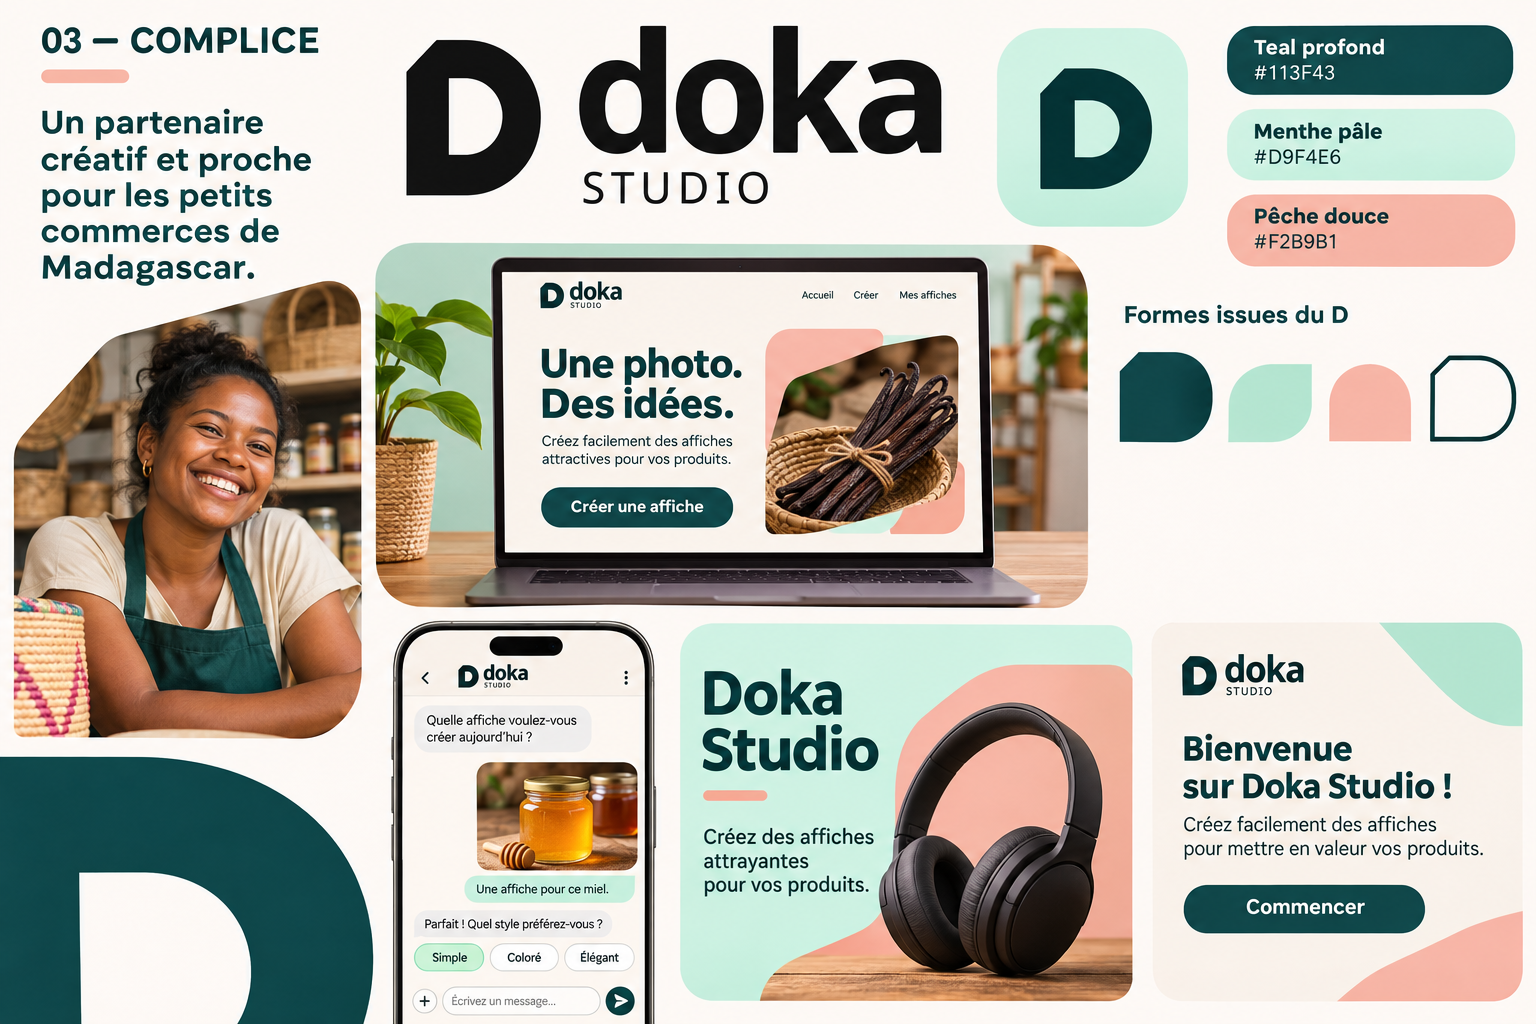 03 — COMPLICE
Un partenaire
créatif et proche
pour les petits
commerces de
Madagascar.
D doka
STUDIO
D
Teal profond
#113F43
Menthe pâle
#D9F4E6
Pêche douce
#F2B9B1
Formes issues du D
D doka
STUDIO
Accueil Créer Mes affiches
Une photo.
Des idées.
Créez facilement des affiches
attractives pour vos produits.
Créer une affiche
D doka
STUDIO
Quelle affiche voulez-vous
créer aujourd'hui ?
Une affiche pour ce miel.
Parfait ! Quel style préférez-vous ?
Simple Coloré Élégant
Écrivez un message...
Doka
Studio
Créez des affiches
attrayantes
pour vos produits.
D doka
STUDIO
Bienvenue
sur Doka Studio !
Créez facilement des affiches
pour mettre en valeur vos produits.
Commencer
D